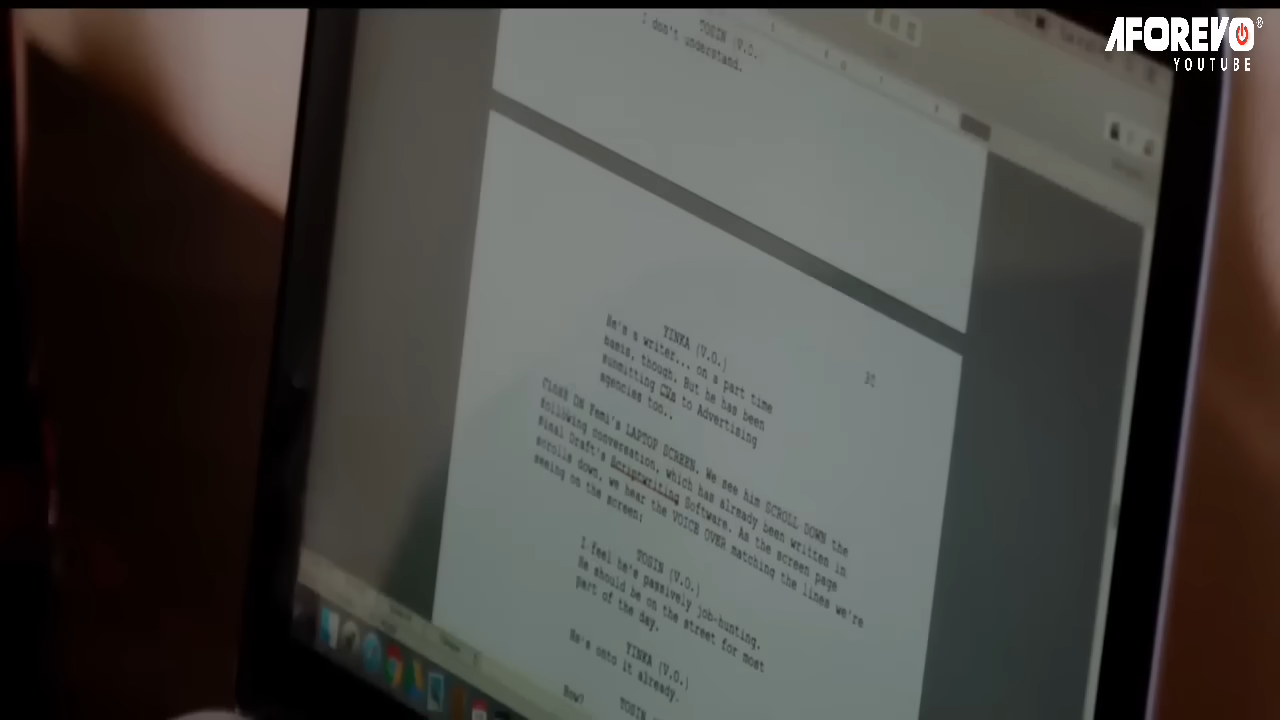 AFOREVO
YOUTUBE
TOSIN (V.O.
I don't understand.
30
YINKA (V.O.)
He's a writer... on a part time
basis, though. But he has been
submitting CVs to Advertising
agencies too..
Close ON Femi's LAPTOP SCREEN. We see him SCROLL DOWN the
following conversation, which has already been written in
Final Draft's Scriptwriting Software. As the screen page
scrolls down, we hear the VOICE OVER matching the lines we're
seeing on the screen:
TOSIN (V.O.)
I feel he's passively job-hunting.
He should be on the street for most
part of the day.
YINKA (V.O.)
He's onto it already.
TOSIN
How?